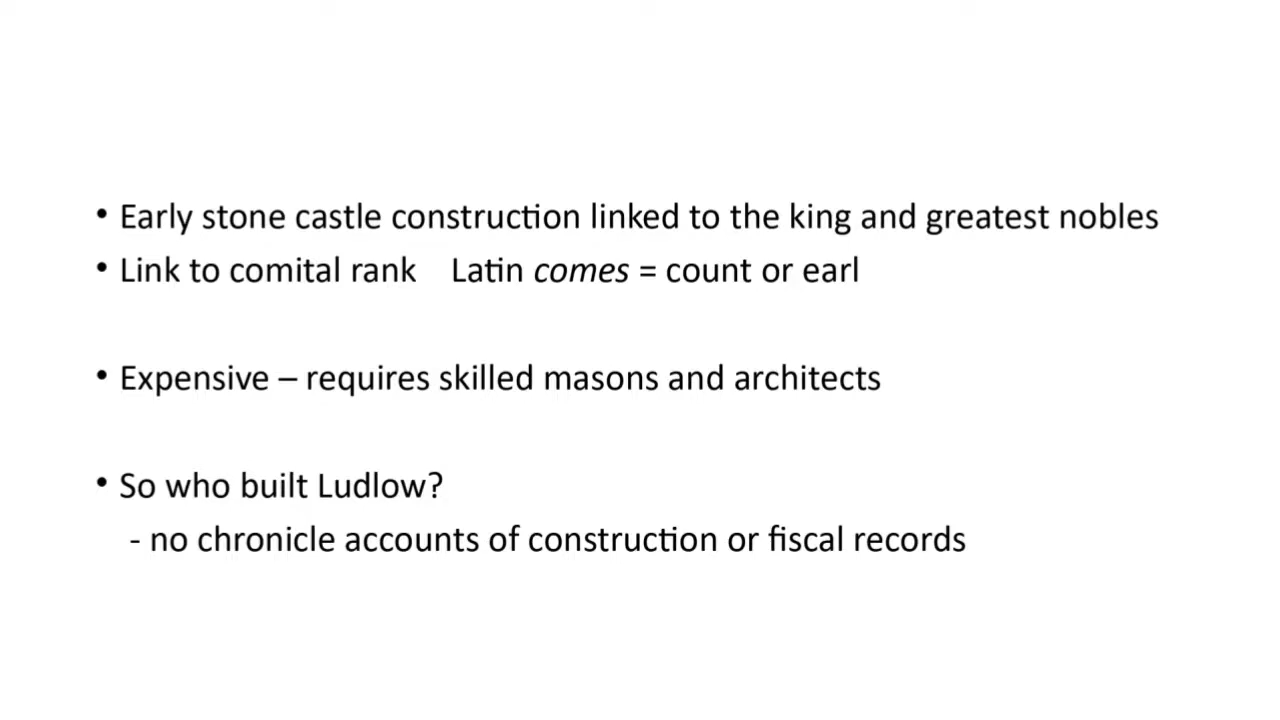 • Early stone castle construction linked to the king and greatest nobles
• Link to comital rank    Latin comes = count or earl
• Expensive – requires skilled masons and architects
• So who built Ludlow?
- no chronicle accounts of construction or fiscal records